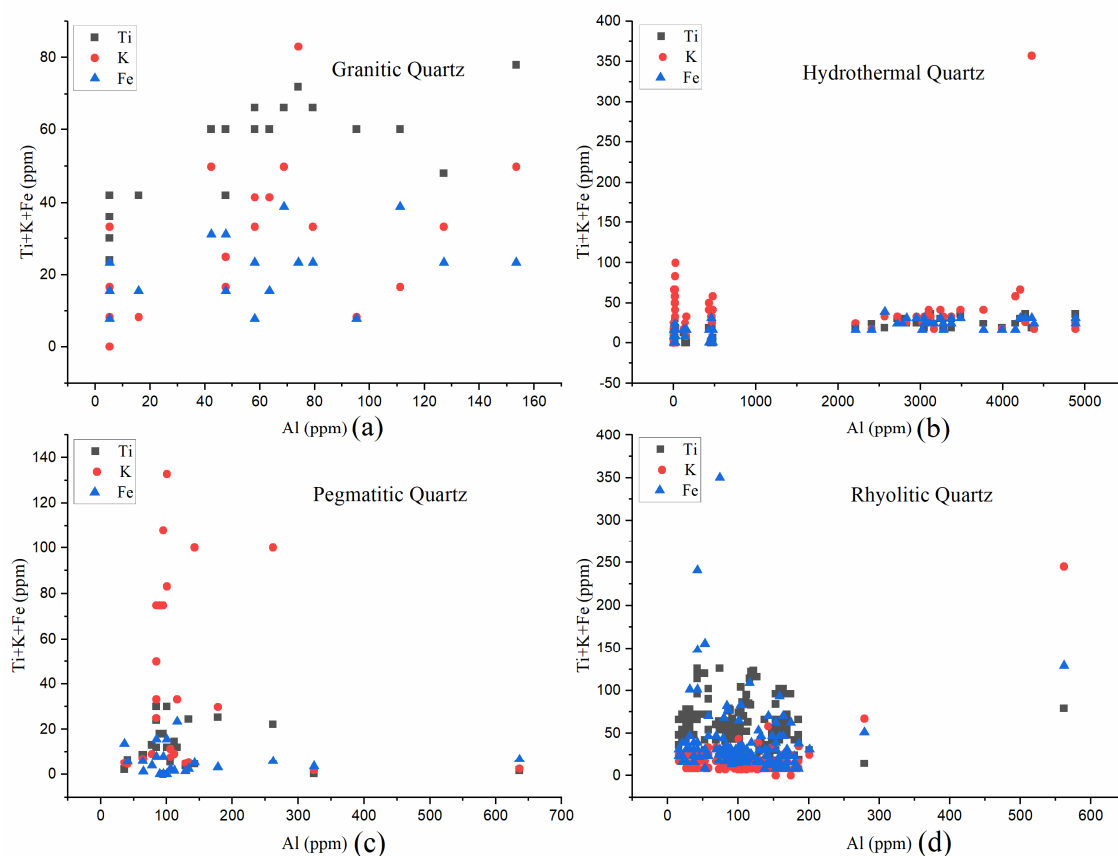 Ti
K
Fe
Granitic Quartz
Ti+K+Fe (ppm)
80
60
40
20
0
0 20 40 60 80 100 120 140 160
Al (ppm) (a)
Ti
K
Fe
Hydrothermal Quartz
Ti+K+Fe (ppm)
400
350
300
250
200
150
100
50
0
-50
0 1000 2000 3000 4000 5000
Al (ppm) (b)
Ti
K
Fe
Pegmatitic Quartz
Ti+K+Fe (ppm)
140
120
100
80
60
40
20
0
0 100 200 300 400 500 600 700
Al (ppm) (c)
Ti
K
Fe
Rhyolitic Quartz
Ti+K+Fe (ppm)
400
350
300
250
200
150
100
50
0
0 100 200 300 400 500 600
Al (ppm) (d)